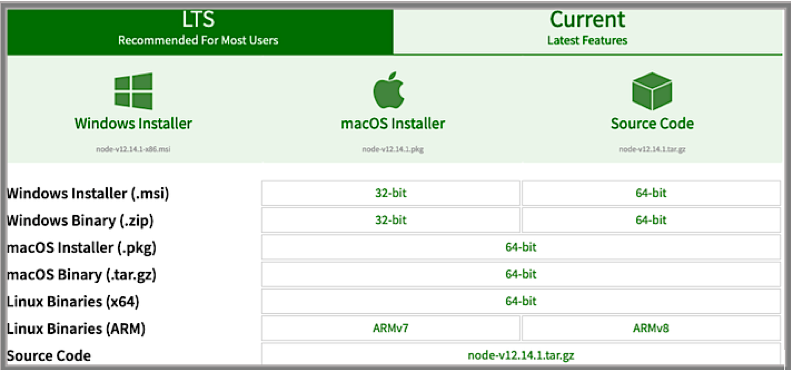 LTS
Recommended For Most Users
Current
Latest Features
Windows Installer
node-v12.14.1-x86.msi
macOS Installer
node-v12.14.1.pkg
Source Code
node-v12.14.1.tar.gz
Windows Installer (.msi) 32-bit 64-bit
Windows Binary (.zip) 32-bit 64-bit
macOS Installer (.pkg) 64-bit
macOS Binary (.tar.gz) 64-bit
Linux Binaries (x64) 64-bit
Linux Binaries (ARM) ARMv7 ARMv8
Source Code node-v12.14.1.tar.gz